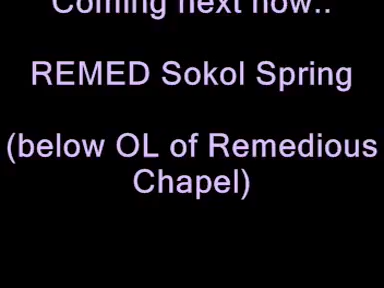 Coming next now..
REMED Sokol Spring
(below OL of Remedious
Chapel)